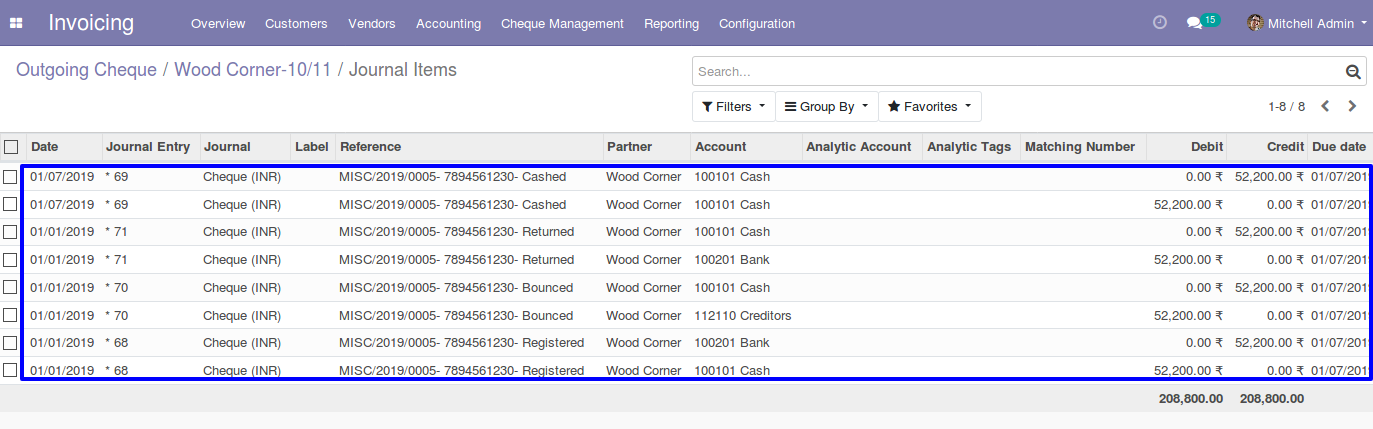 Invoicing Overview Customers Vendors Accounting Cheque Management Reporting Configuration 15 Mitchell Admin
Outgoing Cheque / Wood Corner-10/11 / Journal Items Search...
Filters Group By Favorites 1-8 / 8
Date Journal Entry Journal Label Reference Partner Account Analytic Account Analytic Tags Matching Number Debit Credit Due date
01/07/2019 * 69 Cheque (INR) MISC/2019/0005- 7894561230- Cashed Wood Corner 100101 Cash 0.00 ₹ 52,200.00 ₹ 01/07/201
01/07/2019 * 69 Cheque (INR) MISC/2019/0005- 7894561230- Cashed Wood Corner 100101 Cash 52,200.00 ₹ 0.00 ₹ 01/07/201
01/01/2019 * 71 Cheque (INR) MISC/2019/0005- 7894561230- Returned Wood Corner 100101 Cash 0.00 ₹ 52,200.00 ₹ 01/07/201
01/01/2019 * 71 Cheque (INR) MISC/2019/0005- 7894561230- Returned Wood Corner 100201 Bank 52,200.00 ₹ 0.00 ₹ 01/07/201
01/01/2019 * 70 Cheque (INR) MISC/2019/0005- 7894561230- Bounced Wood Corner 100101 Cash 0.00 ₹ 52,200.00 ₹ 01/07/201
01/01/2019 * 70 Cheque (INR) MISC/2019/0005- 7894561230- Bounced Wood Corner 112110 Creditors 52,200.00 ₹ 0.00 ₹ 01/07/201
01/01/2019 * 68 Cheque (INR) MISC/2019/0005- 7894561230- Registered Wood Corner 100201 Bank 0.00 ₹ 52,200.00 ₹ 01/07/201
01/01/2019 * 68 Cheque (INR) MISC/2019/0005- 7894561230- Registered Wood Corner 100101 Cash 52,200.00 ₹ 0.00 ₹ 01/07/201
208,800.00 208,800.00